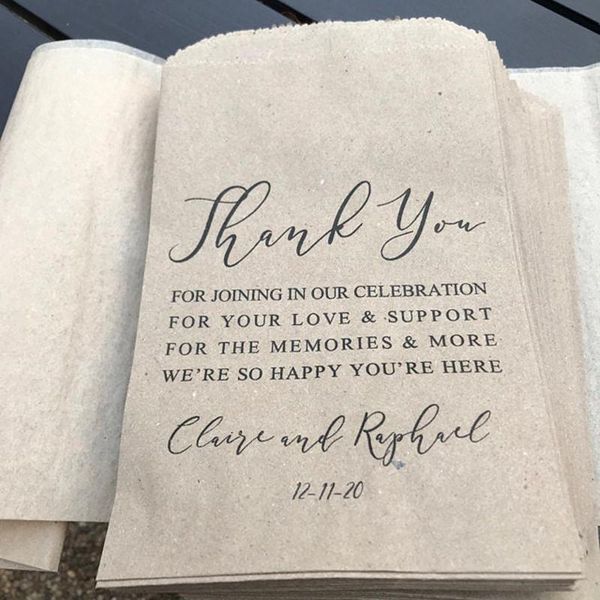 Thank You
FOR JOINING IN OUR CELEBRATION
FOR YOUR LOVE & SUPPORT
FOR THE MEMORIES & MORE
WE'RE SO HAPPY YOU'RE HERE
Claire and Raphael
12-11-20